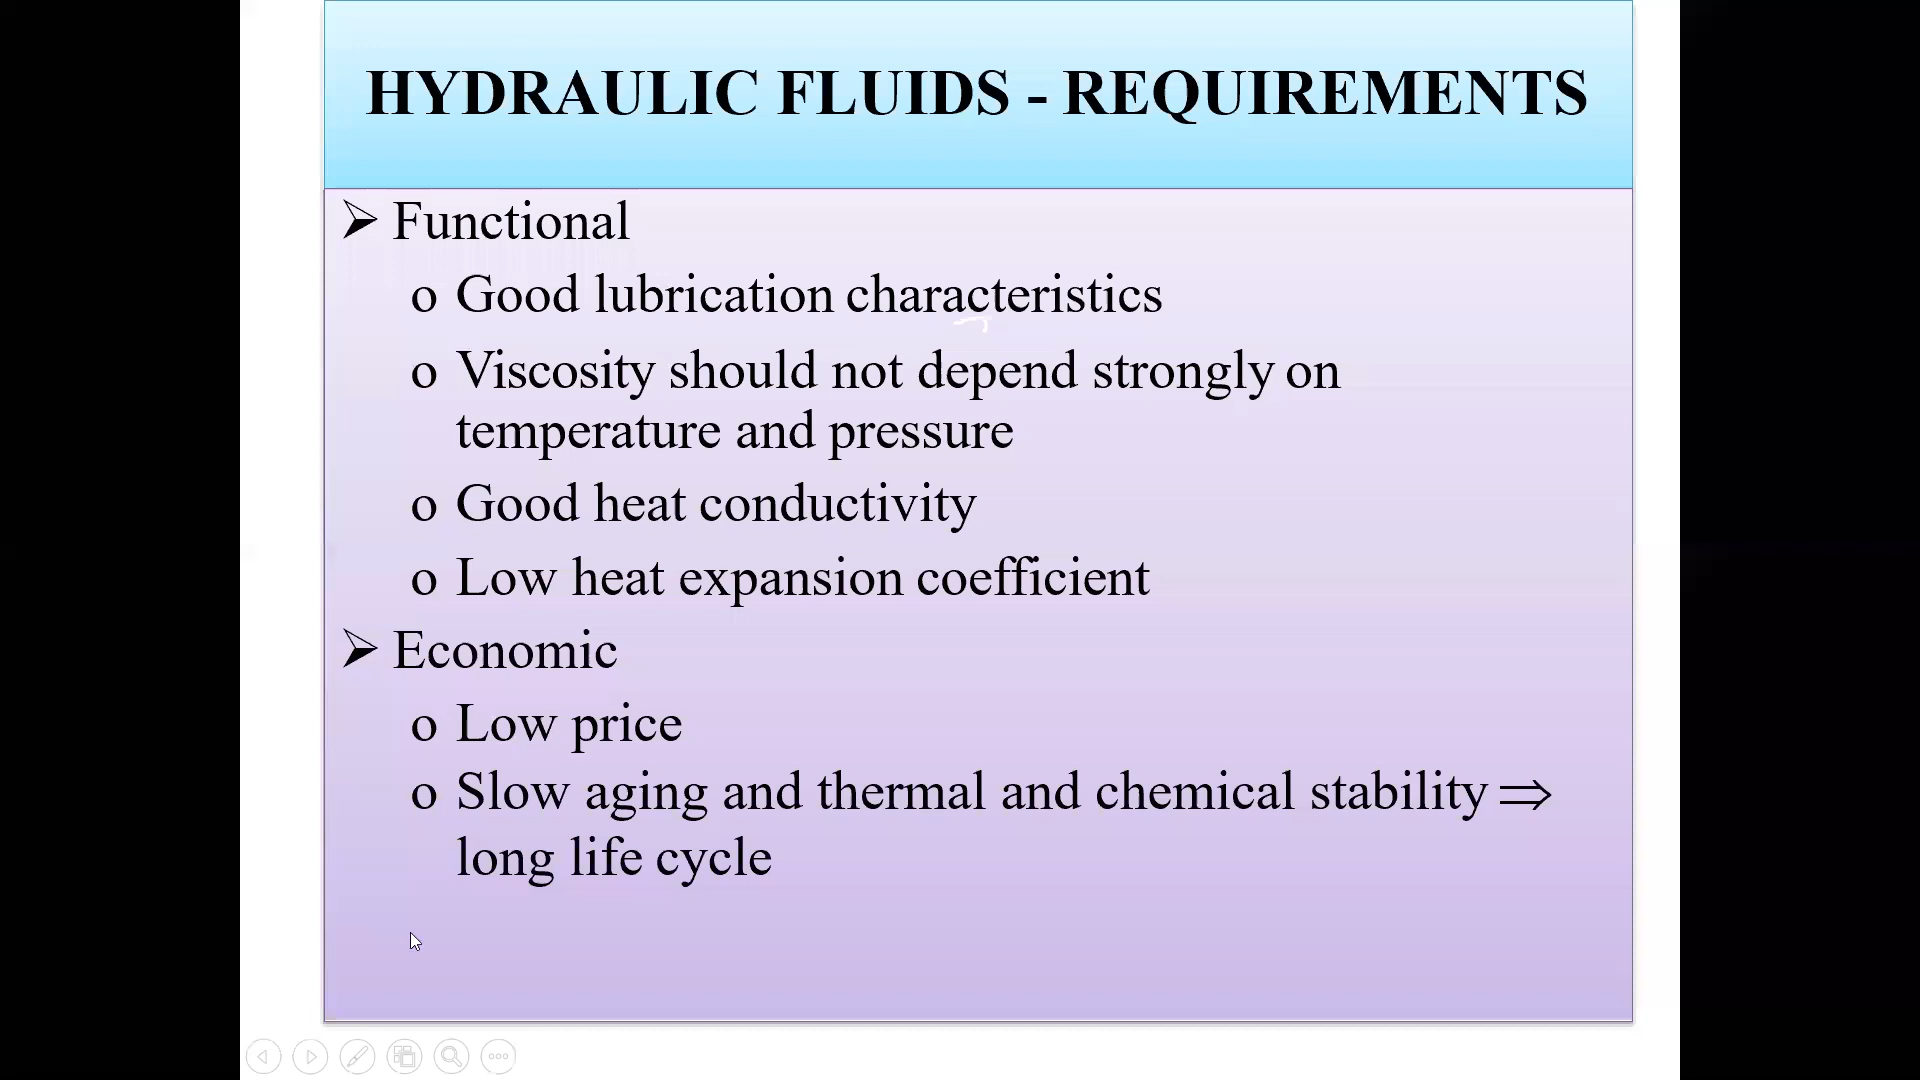 HYDRAULIC FLUIDS - REQUIREMENTS
➢ Functional
o Good lubrication characteristics
o Viscosity should not depend strongly on
temperature and pressure
o Good heat conductivity
o Low heat expansion coefficient
➢ Economic
o Low price
o Slow aging and thermal and chemical stability ⇒
long life cycle